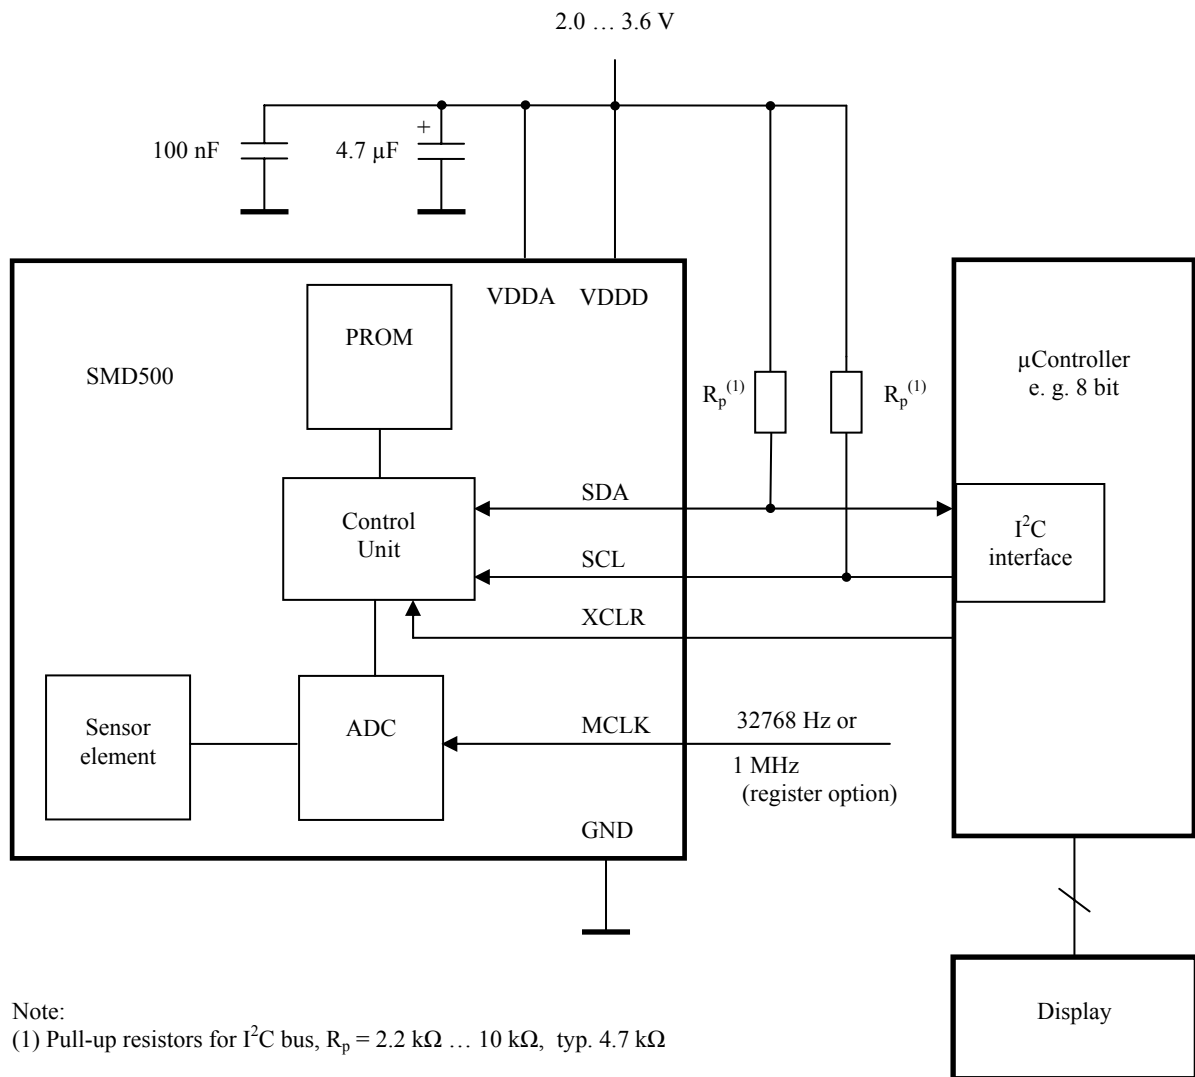 2.0 … 3.6 V
100 nF
4.7 µF
+
VDDA
VDDD
PROM
SMD500
µController
e. g. 8 bit
Rp(1)
Rp(1)
SDA
Control
Unit
I2C
interface
SCL
XCLR
Sensor
element
ADC
MCLK
32768 Hz or
1 MHz
(register option)
GND
Display
Note:
(1) Pull-up resistors for I2C bus, Rp = 2.2 kΩ … 10 kΩ, typ. 4.7 kΩ